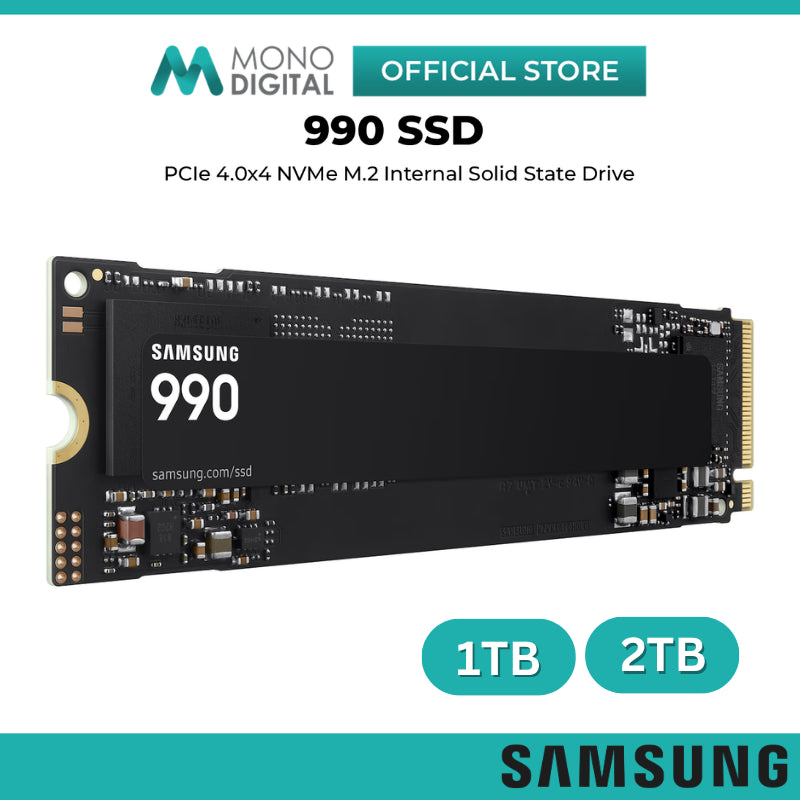 MONO
DIGITAL
OFFICIAL STORE
990 SSD
PCIe 4.0x4 NVMe M.2 Internal Solid State Drive
SAMSUNG
990
samsung.com/ssd
SAMSUNG
1TB
2TB
SAMSUNG